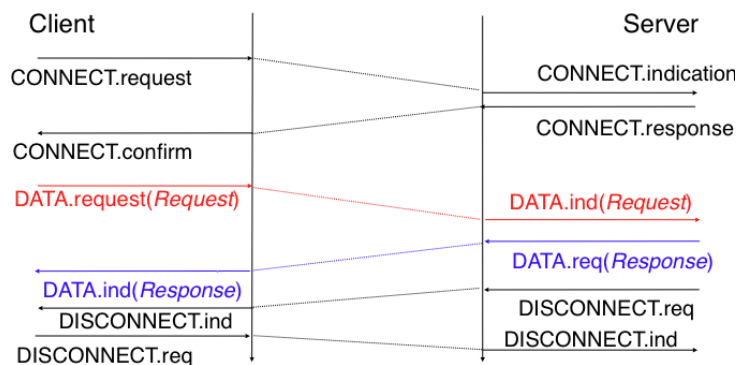 Client
Server
CONNECT.request
CONNECT.indication
CONNECT.response
CONNECT.confirm
DATA.request(Request)
DATA.ind(Request)
DATA.req(Response)
DATA.ind(Response)
DISCONNECT.req
DISCONNECT.ind
DISCONNECT.ind
DISCONNECT.req